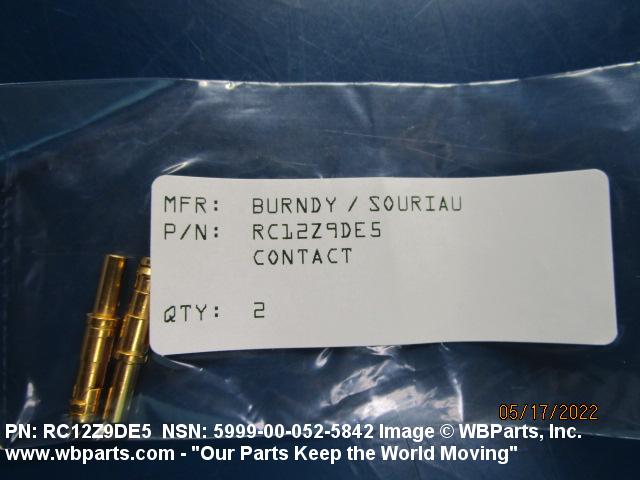 MFR: BURNDY / SOURIAU
P/N: RC12Z9DE5
CONTACT
QTY: 2
05/17/2022
PN: RC12Z9DE5 NSN: 5999-00-052-5842 Image © WBParts, Inc.
www.wbparts.com - "Our Parts Keep the World Moving"